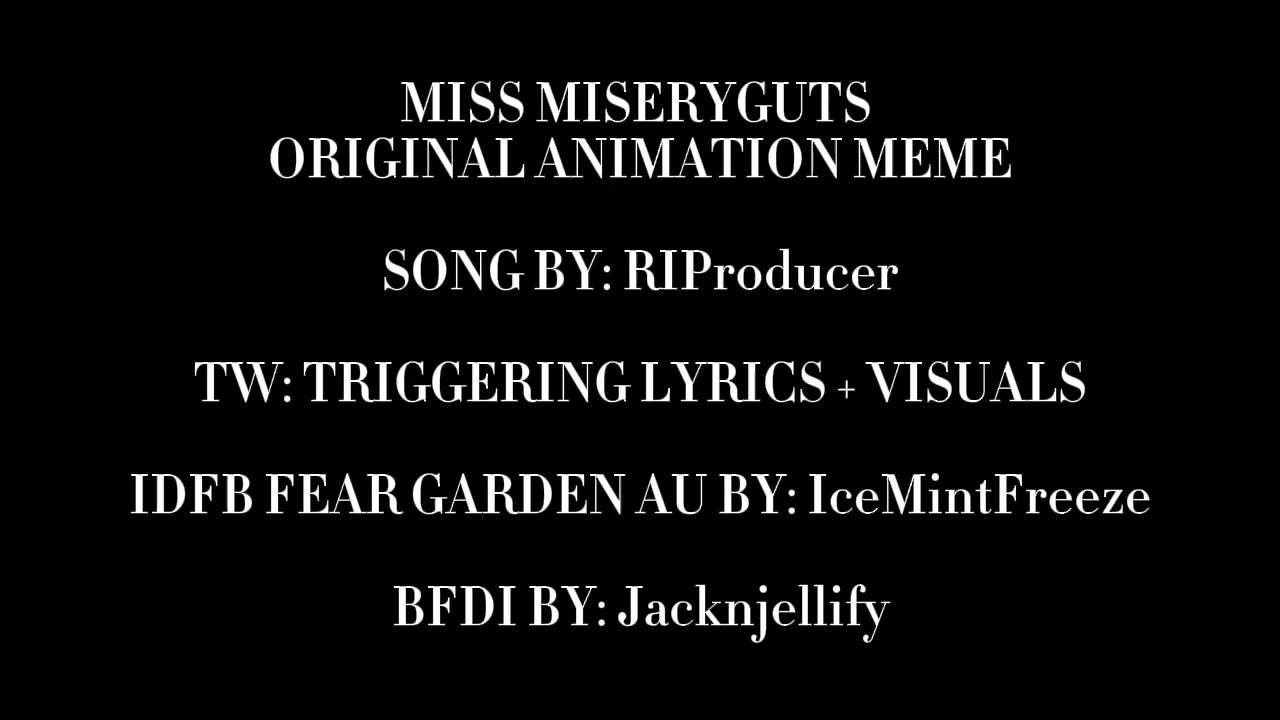 MISS MISERYGUTS
ORIGINAL ANIMATION MEME
SONG BY: RIProducer
TW: TRIGGERING LYRICS + VISUALS
IDFB FEAR GARDEN AU BY: IceMintFreeze
BFDI BY: Jacknjellify